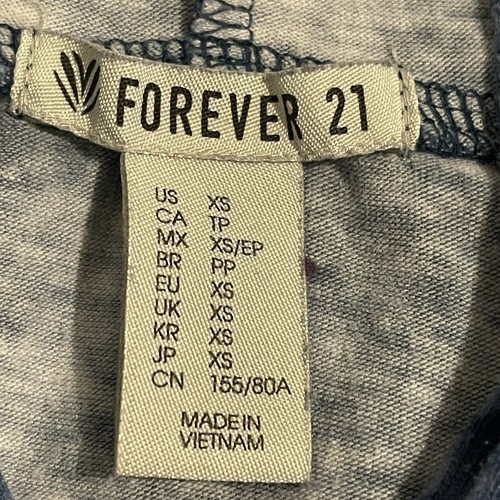 FOREVER 21
US XS
CA TP
MX XS/EP
BR PP
EU XS
UK XS
KR XS
JP XS
CN 155/80A
MADE IN
VIETNAM